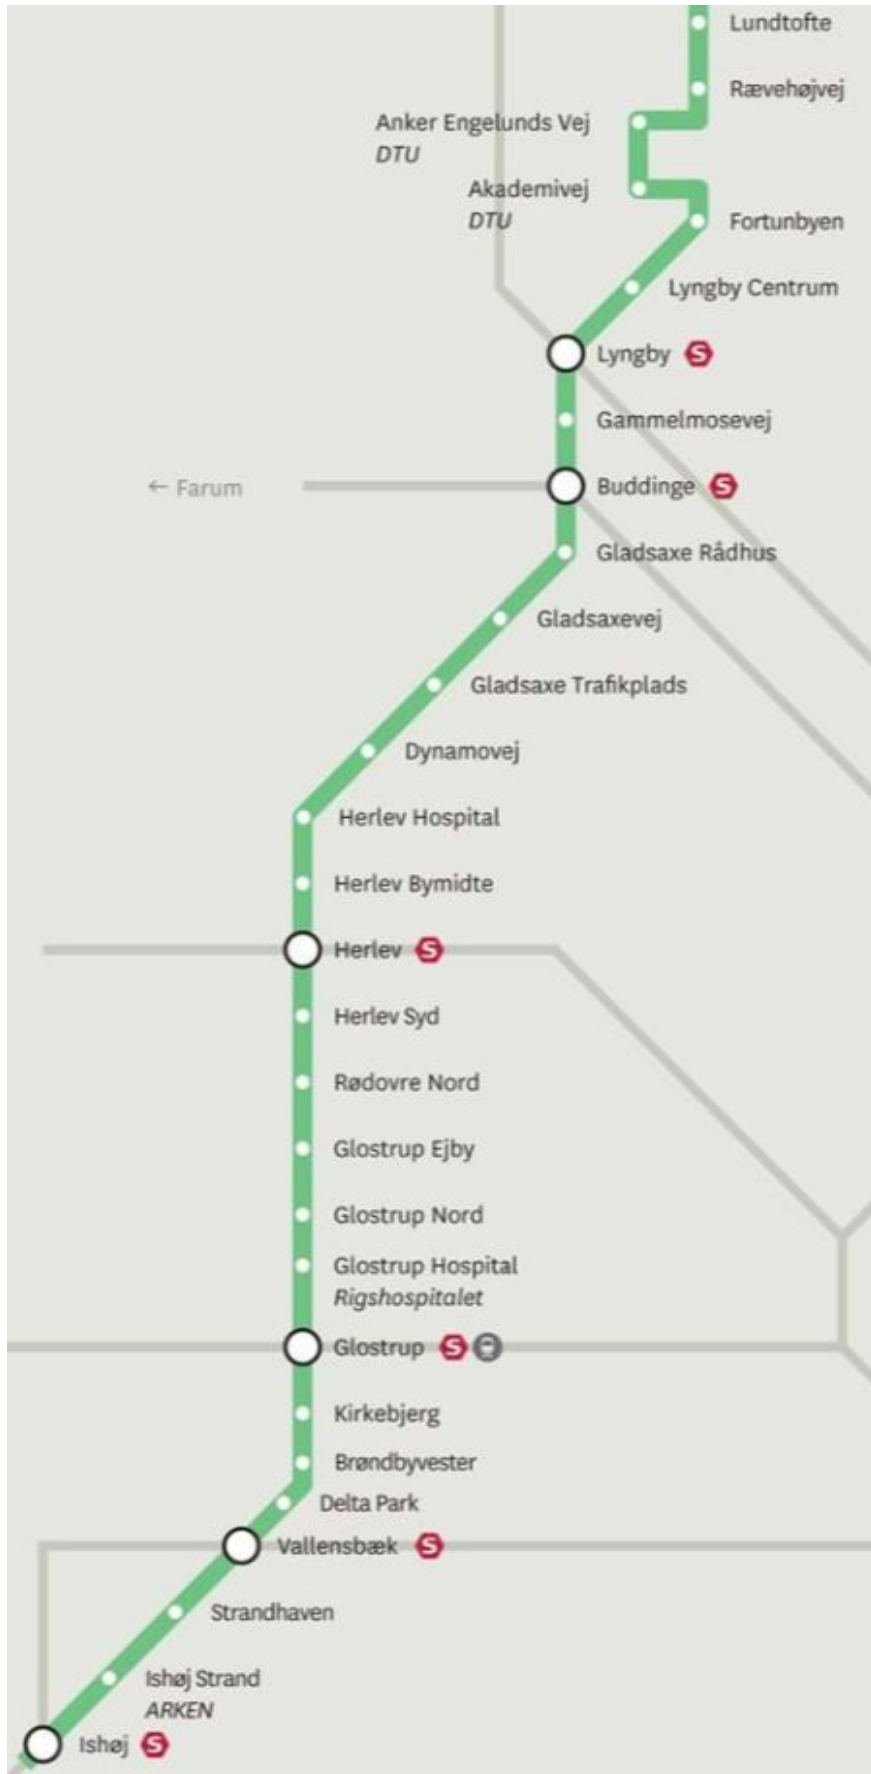 Lundtofte
Rævehøjvej
Anker Engelunds Vej
DTU
Akademivej
DTU
Fortunbyen
Lyngby Centrum
Lyngby S
Gammelmosevej
← Farum
Buddinge S
Gladsaxe Rådhus
Gladsaxevej
Gladsaxe Trafikplads
Dynamovej
Herlev Hospital
Herlev Bymidte
Herlev S
Herlev Syd
Rødovre Nord
Glostrup Ejby
Glostrup Nord
Glostrup Hospital
Rigshospitalet
Glostrup S
Kirkebjerg
Brøndbyvester
Delta Park
Vallensbæk S
Strandhaven
Ishøj Strand
ARKEN
Ishøj S